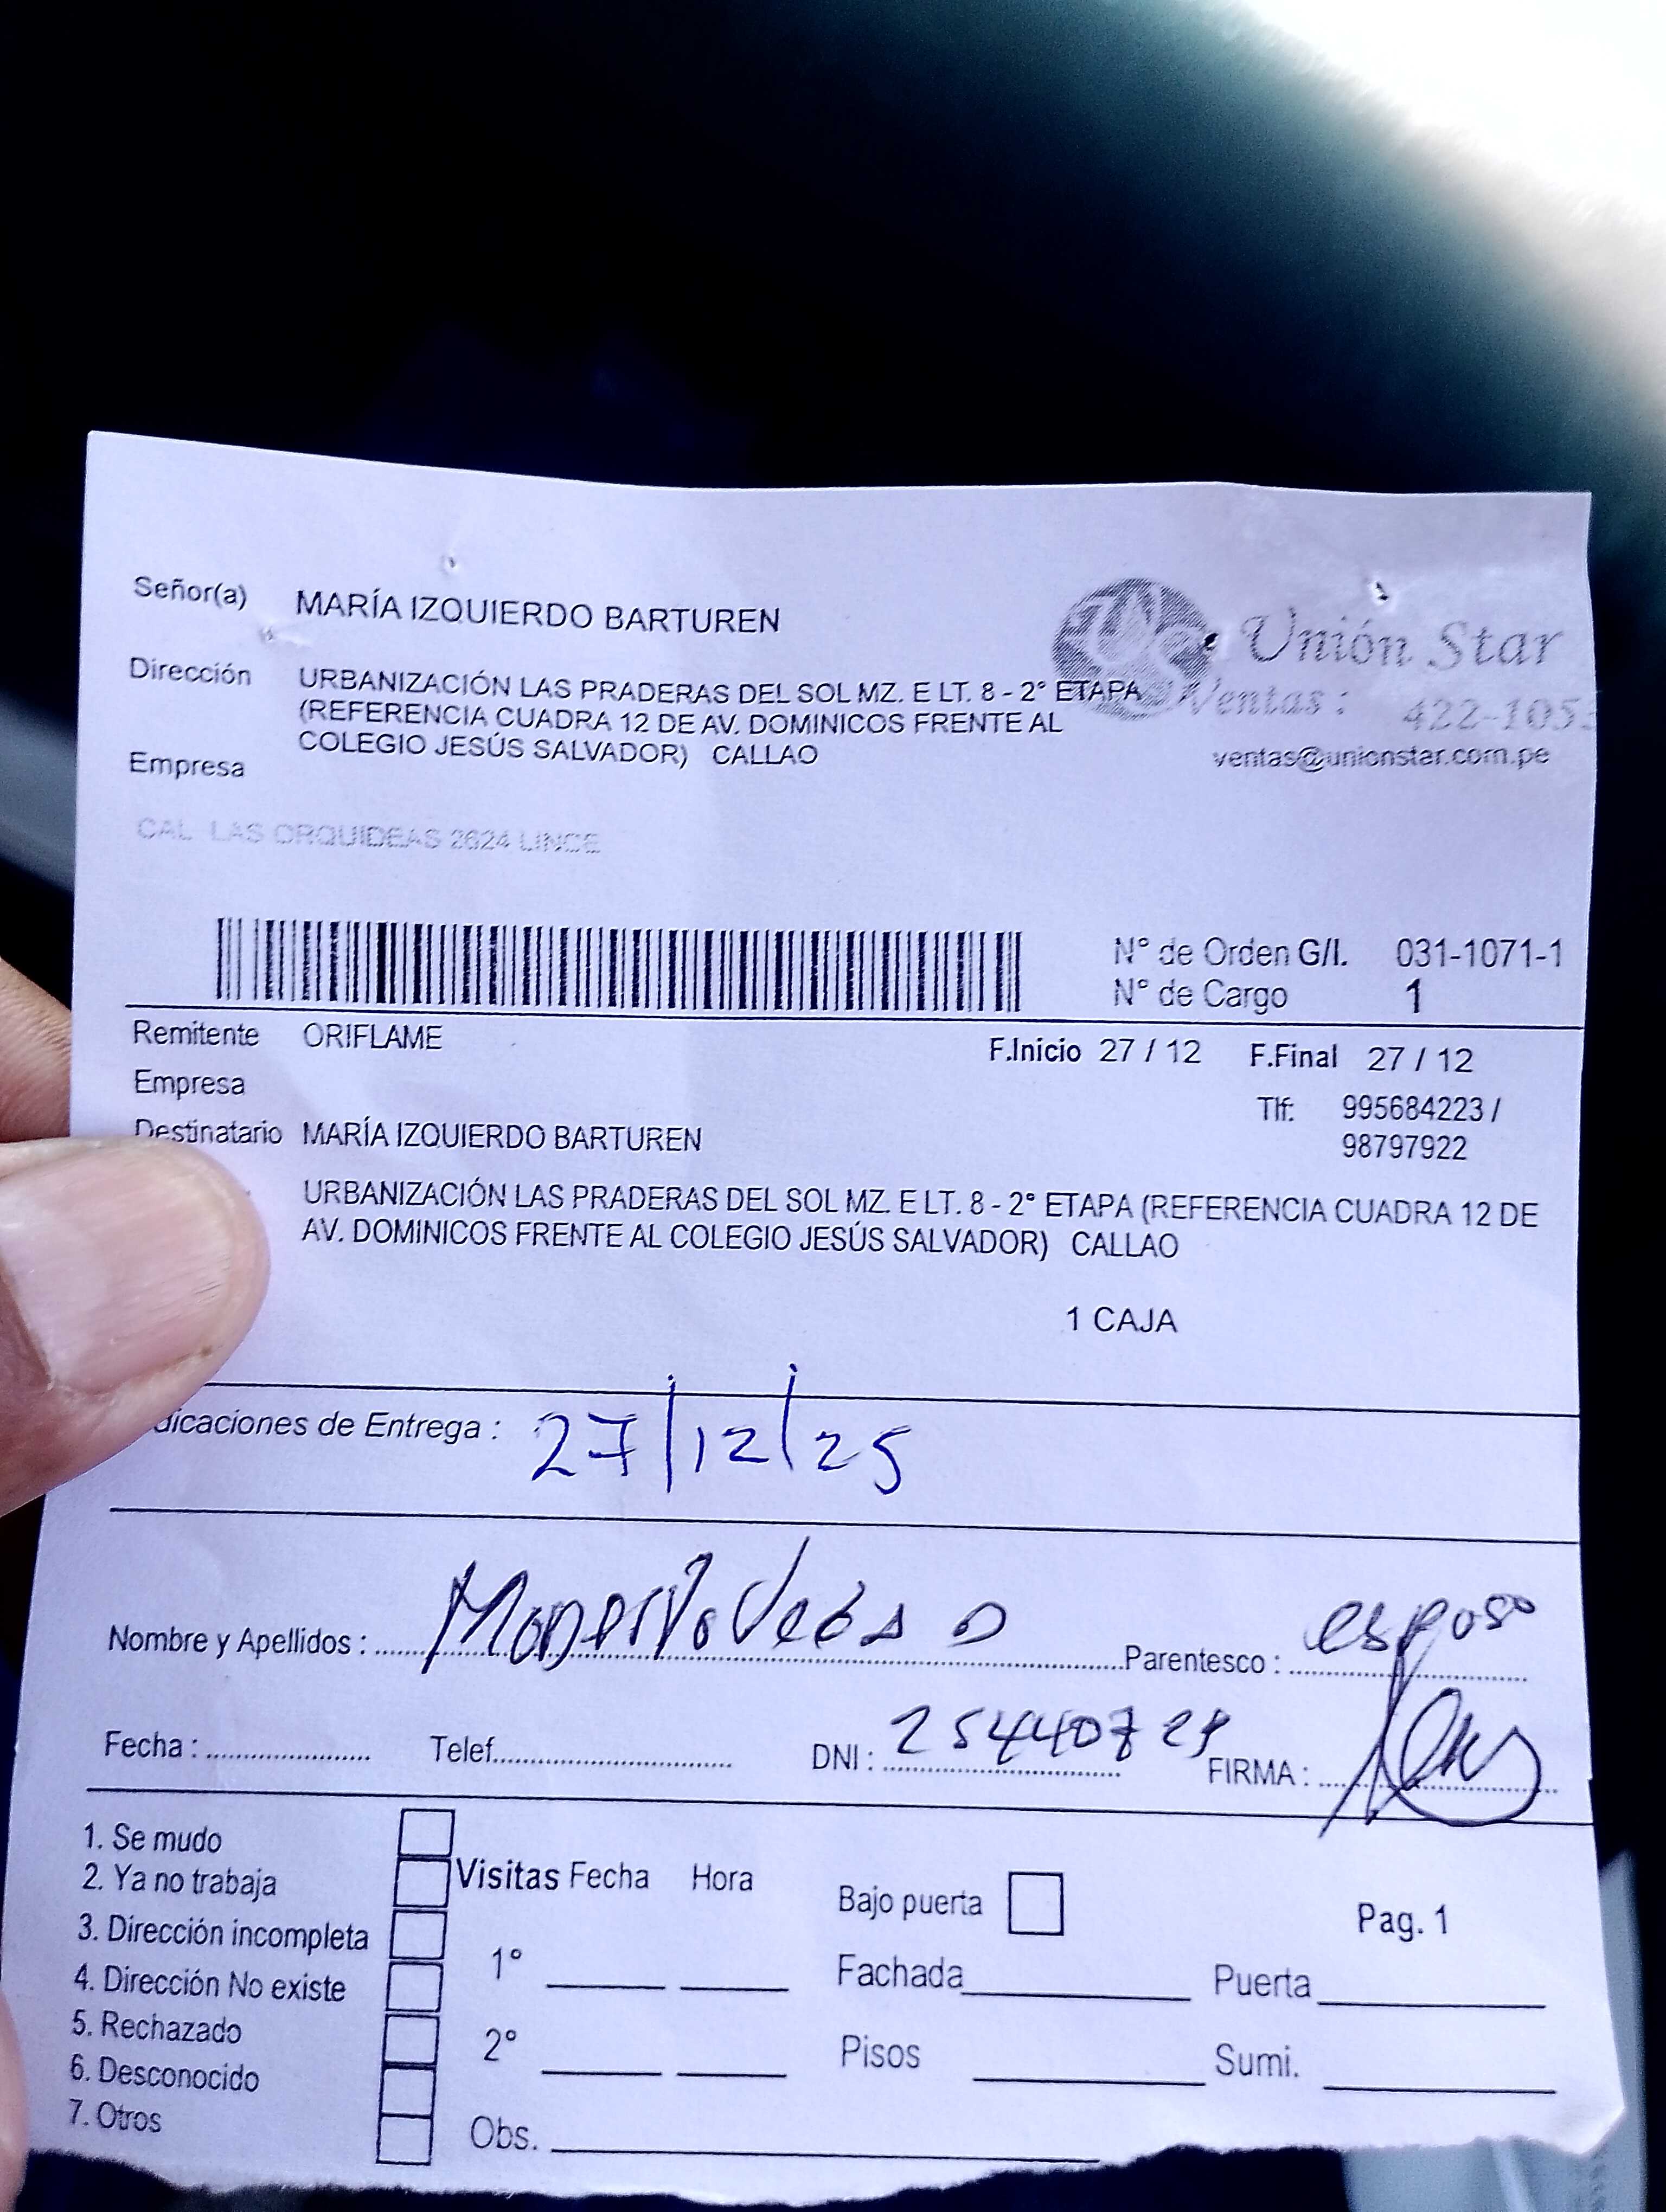 Señor(a) MARÍA IZQUIERDO BARTUREN
Unión Star
Dirección URBANIZACIÓN LAS PRADERAS DEL SOL MZ. E LT. 8 - 2° ETAPA
(REFERENCIA CUADRA 12 DE AV. DOMINICOS FRENTE AL
COLEGIO JESÚS SALVADOR) CALLAO
Ventas : 422-105
ventas@unionstar.com.pe
Empresa
CAL LAS ORQUIDEAS 2624 LINCE
N° de Orden G/I. 031-1071-1
N° de Cargo 1
Remitente ORIFLAME
F.Inicio 27 / 12 F.Final 27 / 12
Empresa
Tlf: 995684223 /
98797922
Destinatario MARÍA IZQUIERDO BARTUREN
URBANIZACIÓN LAS PRADERAS DEL SOL MZ. E LT. 8 - 2° ETAPA (REFERENCIA CUADRA 12 DE
AV. DOMINICOS FRENTE AL COLEGIO JESÚS SALVADOR) CALLAO
1 CAJA
dicaciones de Entrega : 27/12/25
Nombre y Apellidos : Parentesco : esposo
Fecha : Telef. DNI : FIRMA :
1. Se mudo
2. Ya no trabaja
3. Dirección incompleta
4. Dirección No existe
5. Rechazado
6. Desconocido
7. Otros
Visitas Fecha Hora
1°
2°
Obs.
Bajo puerta
Pag. 1
Fachada Puerta
Pisos Sumi.